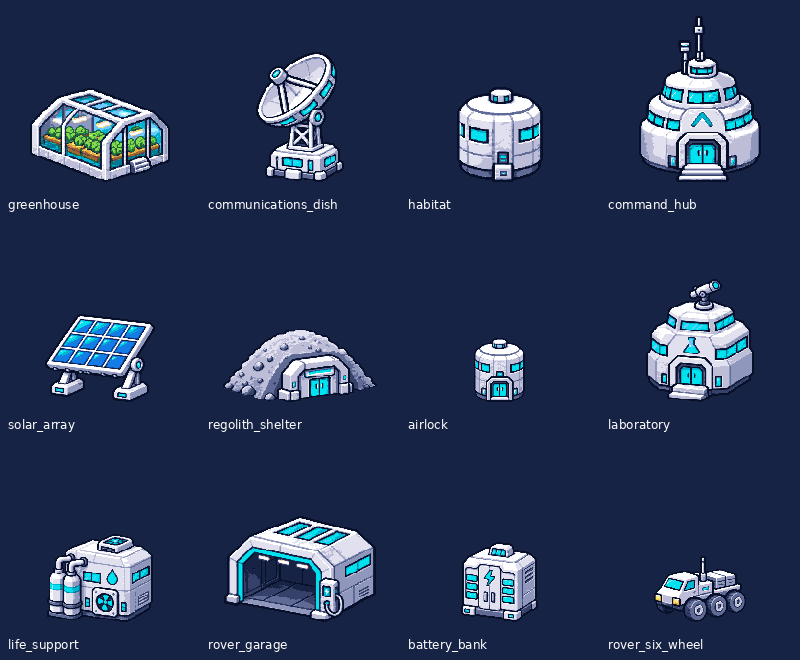 greenhouse
communications_dish
habitat
command_hub
solar_array
regolith_shelter
airlock
laboratory
life_support
rover_garage
battery_bank
rover_six_wheel